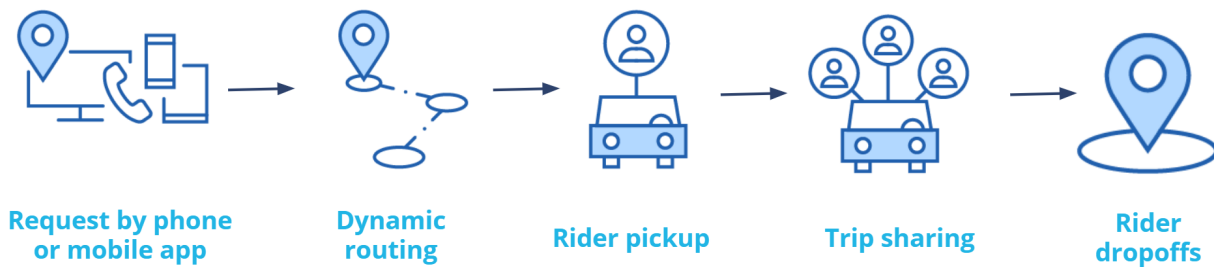 Request by phone
or mobile app
Dynamic
routing
Rider pickup
Trip sharing
Rider
dropoffs